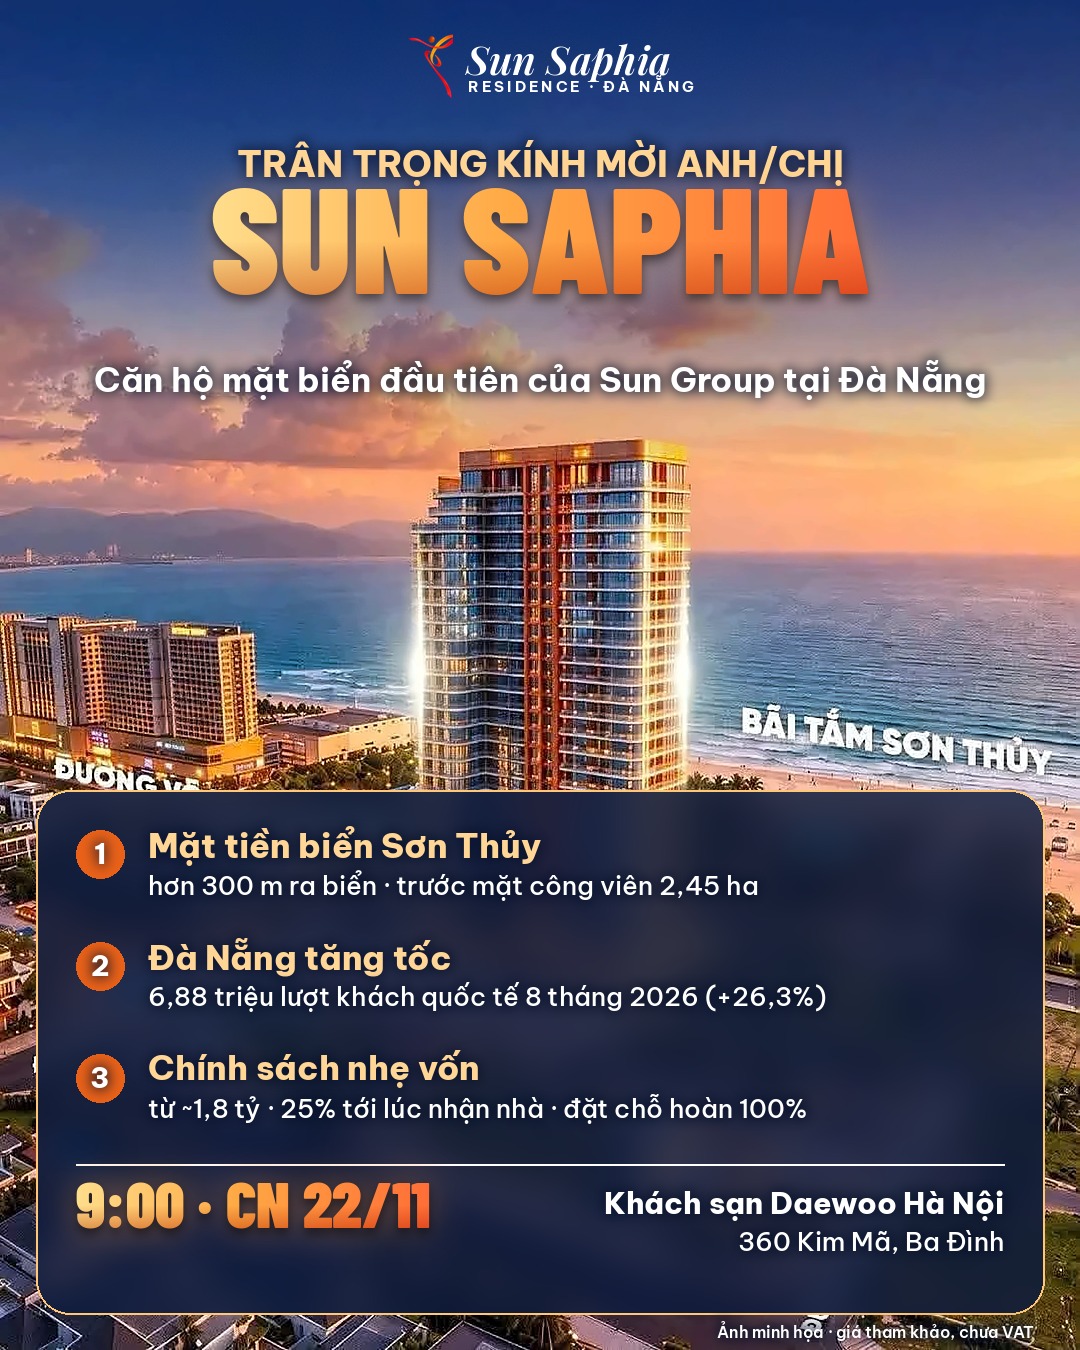 Sun Saphia
RESIDENCE · ĐÀ NẴNG
TRÂN TRỌNG KÍNH MỜI ANH/CHỊ
SUN SAPHIA
Căn hộ mặt biển đầu tiên của Sun Group tại Đà Nẵng
BÃI TẮM SƠN THỦY
ĐƯỜNG
1
Mặt tiền biển Sơn Thủy
hơn 300 m ra biển · trước mặt công viên 2,45 ha
2
Đà Nẵng tăng tốc
6,88 triệu lượt khách quốc tế 8 tháng 2026 (+26,3%)
3
Chính sách nhẹ vốn
từ ~1,8 tỷ · 25% tới lúc nhận nhà · đặt chỗ hoàn 100%
9:00 · CN 22/11
Khách sạn Daewoo Hà Nội
360 Kim Mã, Ba Đình
Ảnh minh họa · giá tham khảo, chưa VAT